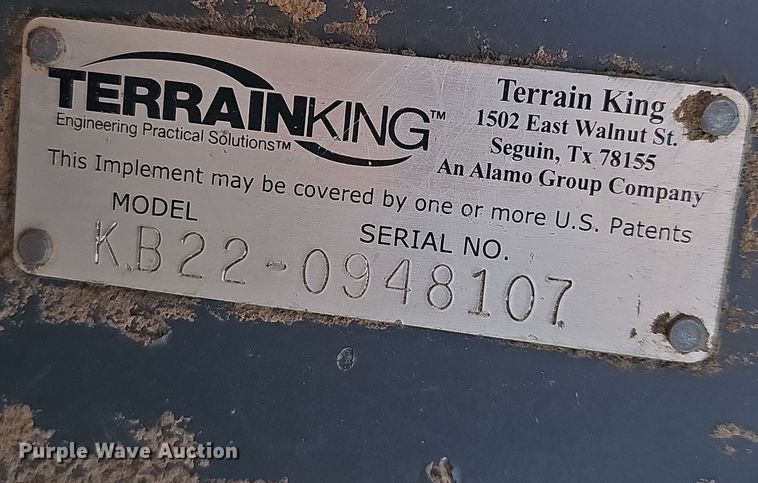 TERRAINKING™
Engineering Practical Solutions™
Terrain King
1502 East Walnut St.
Seguin, Tx 78155
An Alamo Group Company
This Implement may be covered by one or more U.S. Patents
MODEL
SERIAL NO.
KB22-0948107
Purple Wave Auction